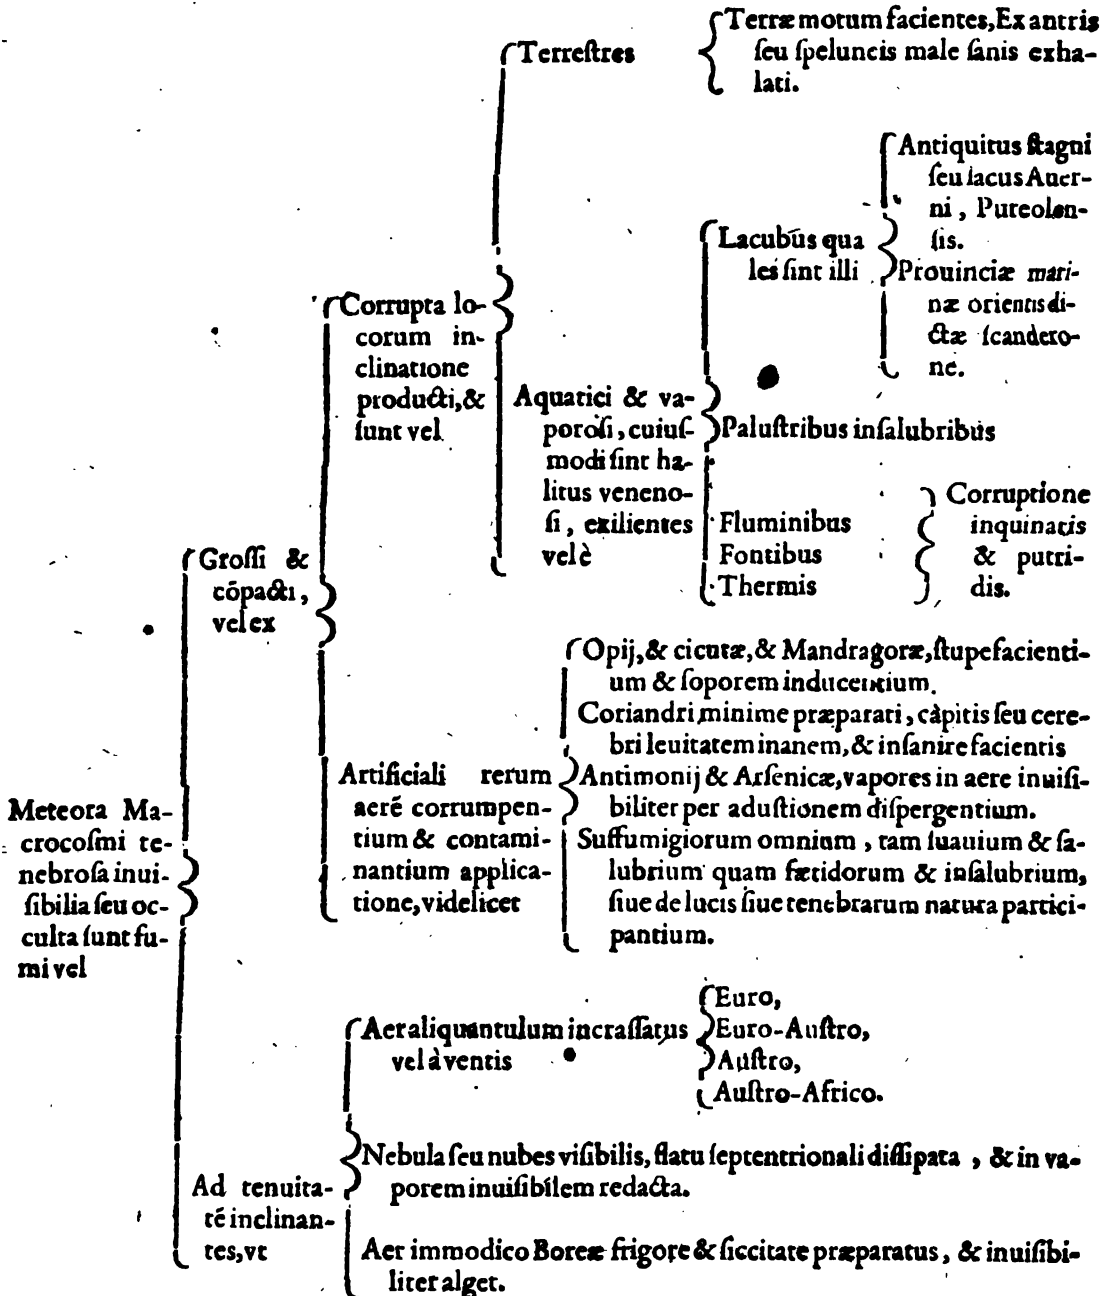 Terræ motum facientes, Ex antris
ſeu ſpeluncis male ſanis exha-
lati.
Terreſtres
Antiquitus ſtagni
ſeu lacus Auer-
ni, Puteolen-
ſis.
Lacubus qua
les ſint illi
Prouinciæ mari-
næ orientis di-
ctæ ſcandero-
ne.
Corrupta lo-
corum in-
clinatione
producti, &
ſunt vel
Aquatici & va-
poroſi, cuiuſ-
modi ſint ha-
litus veneno-
ſi, exilientes
vel è
Paluſtribus inſalubribus
Fluminibus
Fontibus
Thermis
Corruptione
inquinatis
& putri-
dis.
Groſſi &
cōpacti,
vel ex
Opij, & cicutæ, & Mandragoræ, ſtupefacienti-
um & ſoporem inducentium.
Coriandri minime præparati, càpitis ſeu cere-
bri leuitatem inanem, & inſanire facientis
Artificiali rerum
aerē corrumpen-
tium & contami-
nantium applica-
tione, videlicet
Antimonij & Arſenicæ, vapores in aere inuiſi-
biliter per aduſtionem diſpergentium.
Suffumigiorum omnium, tam ſuauium & ſa-
lubrium quam fœtidorum & inſalubrium,
ſiue de lucis ſiue tenebrarum natura partici-
pantium.
Meteora Ma-
crocoſmi te-
nebroſa inui-
ſibilia ſeu oc-
culta ſunt fu-
mi vel
Aer aliquantulum incraſſatus
vel à ventis
Euro,
Euro-Auſtro,
Auſtro,
Auſtro-Africo.
Ad tenuita-
tē inclinan-
tes, vt
Nebula ſeu nubes viſibilis, flatu ſeptentrionali diſſipata, & in va-
porem inuiſibilem redacta.
Aer immodico Boreæ frigore & ſiccitate præparatus, & inuiſibi-
liter alget.